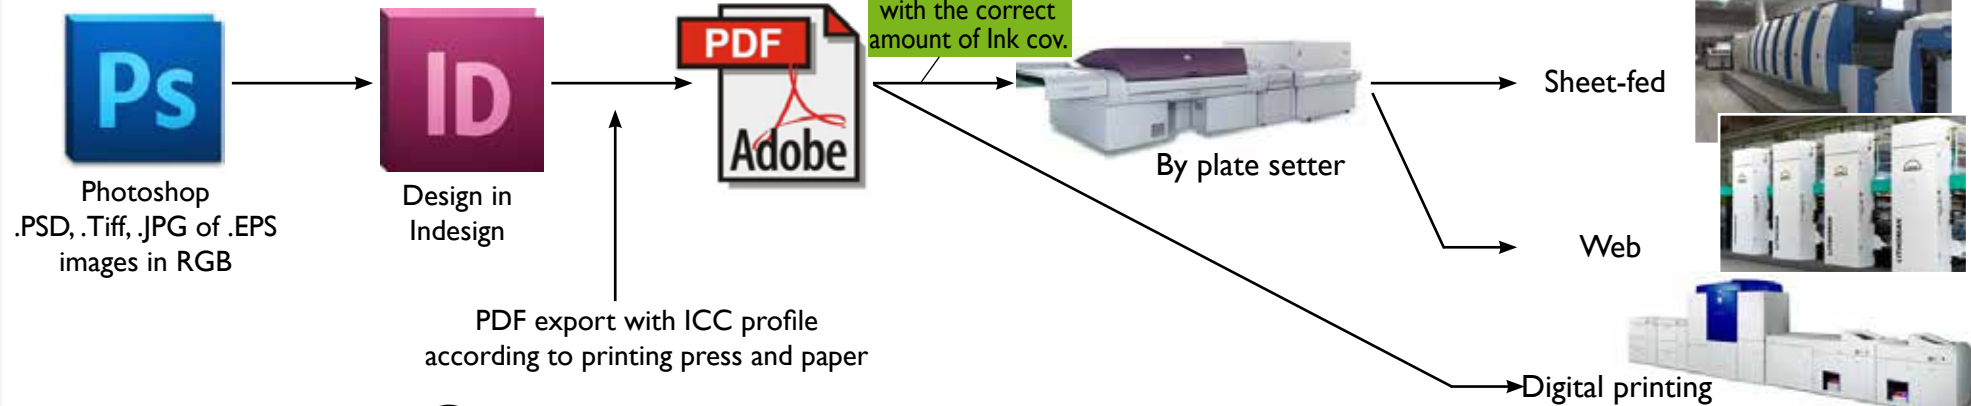 with the correct
amount of Ink cov.
Ps
ID
PDF
Adobe
Photoshop
.PSD, .Tiff, .JPG of .EPS
images in RGB
Design in
Indesign
By plate setter
Sheet-fed
Web
PDF export with ICC profile
according to printing press and paper
Digital printing
LITHOMAN
LITHOMAN